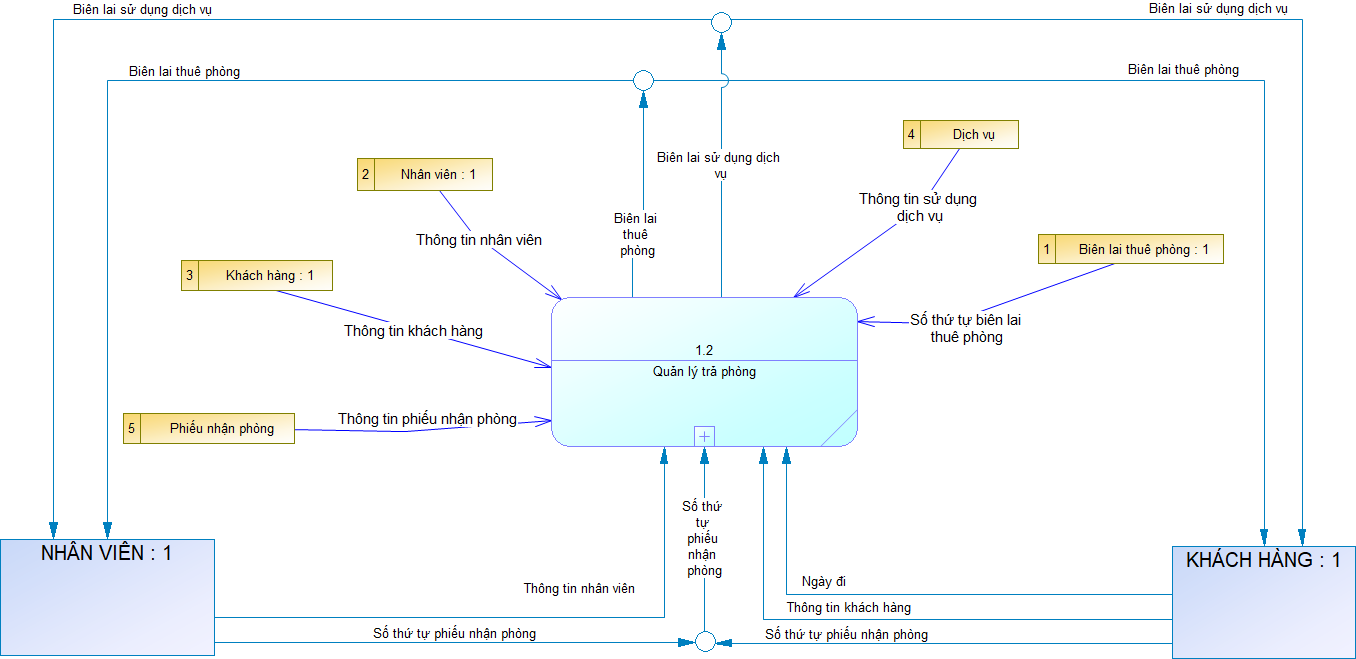 Biên lai sử dụng dịch vụ
Biên lai sử dụng dịch vụ
Biên lai thuê phòng
Biên lai thuê phòng
4
Dịch vụ
Biên lai sử dụng dịch
vụ
2
Nhân viên : 1
Thông tin sử dụng
dịch vụ
Biên lai
thuê
phòng
Thông tin nhân viên
1
Biên lai thuê phòng : 1
3
Khách hàng : 1
Số thứ tự biên lai
thuê phòng
Thông tin khách hàng
1.2
Quản lý trả phòng
5
Phiếu nhận phòng
Thông tin phiếu nhận phòng
+
Số thứ
tự
phiếu
nhận
phòng
NHÂN VIÊN : 1
KHÁCH HÀNG : 1
Thông tin nhân viên
Ngày đi
Thông tin khách hàng
Số thứ tự phiếu nhận phòng
Số thứ tự phiếu nhận phòng